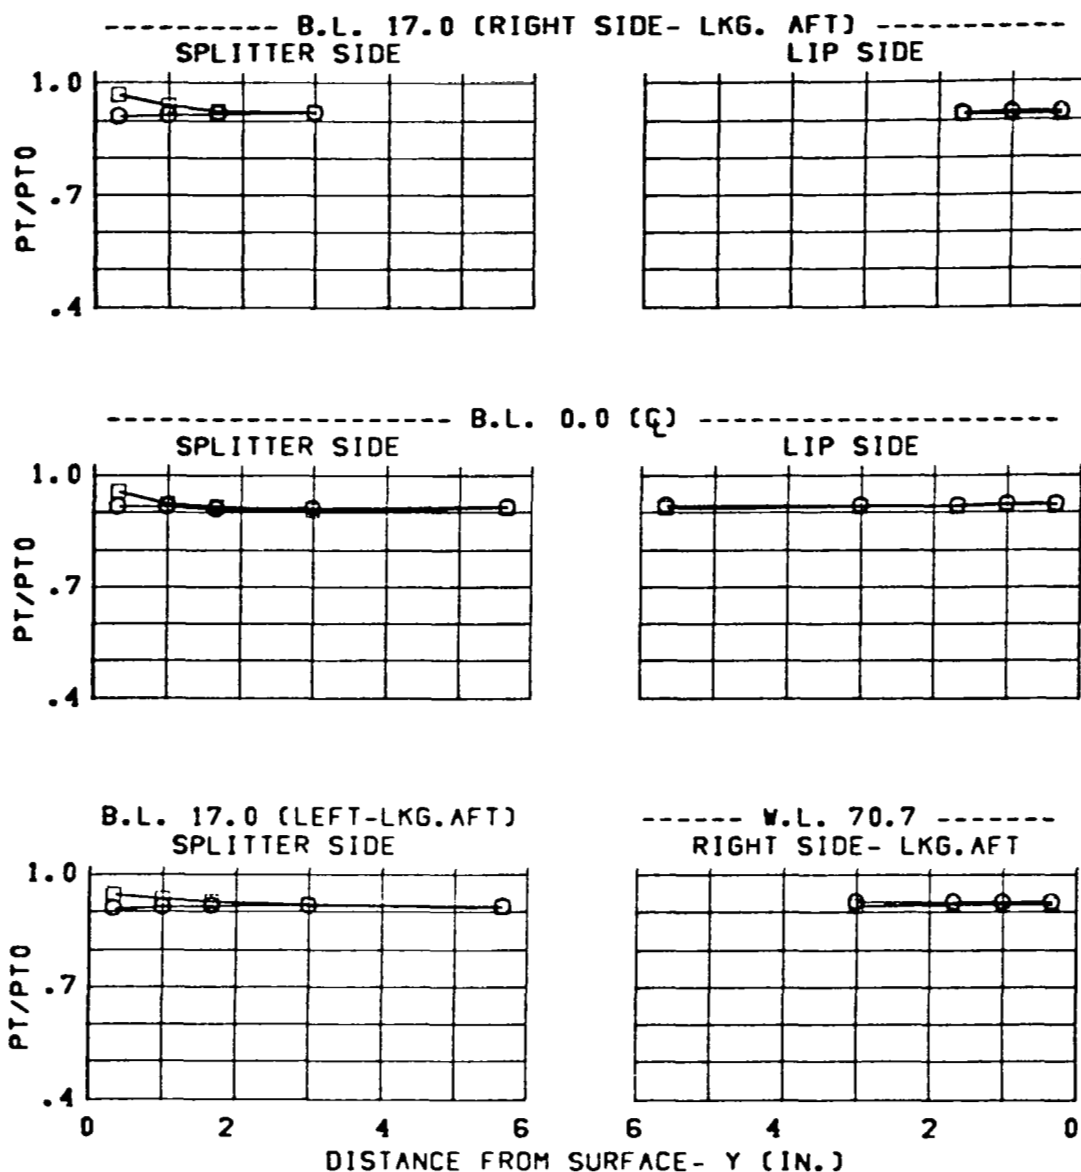 ---------- B.L. 17.0 (RIGHT SIDE- LKG. AFT) ----------
SPLITTER SIDE
LIP SIDE
1.0
.7
.4
PT/PTO
------------------- B.L. 0.0 (℄) -------------------
SPLITTER SIDE
LIP SIDE
1.0
.7
.4
PT/PTO
B.L. 17.0 (LEFT-LKG.AFT)
SPLITTER SIDE
------ W.L. 70.7 -------
RIGHT SIDE- LKG.AFT
1.0
.7
.4
PT/PTO
0 2 4 6
6 4 2 0
DISTANCE FROM SURFACE- Y (IN.)